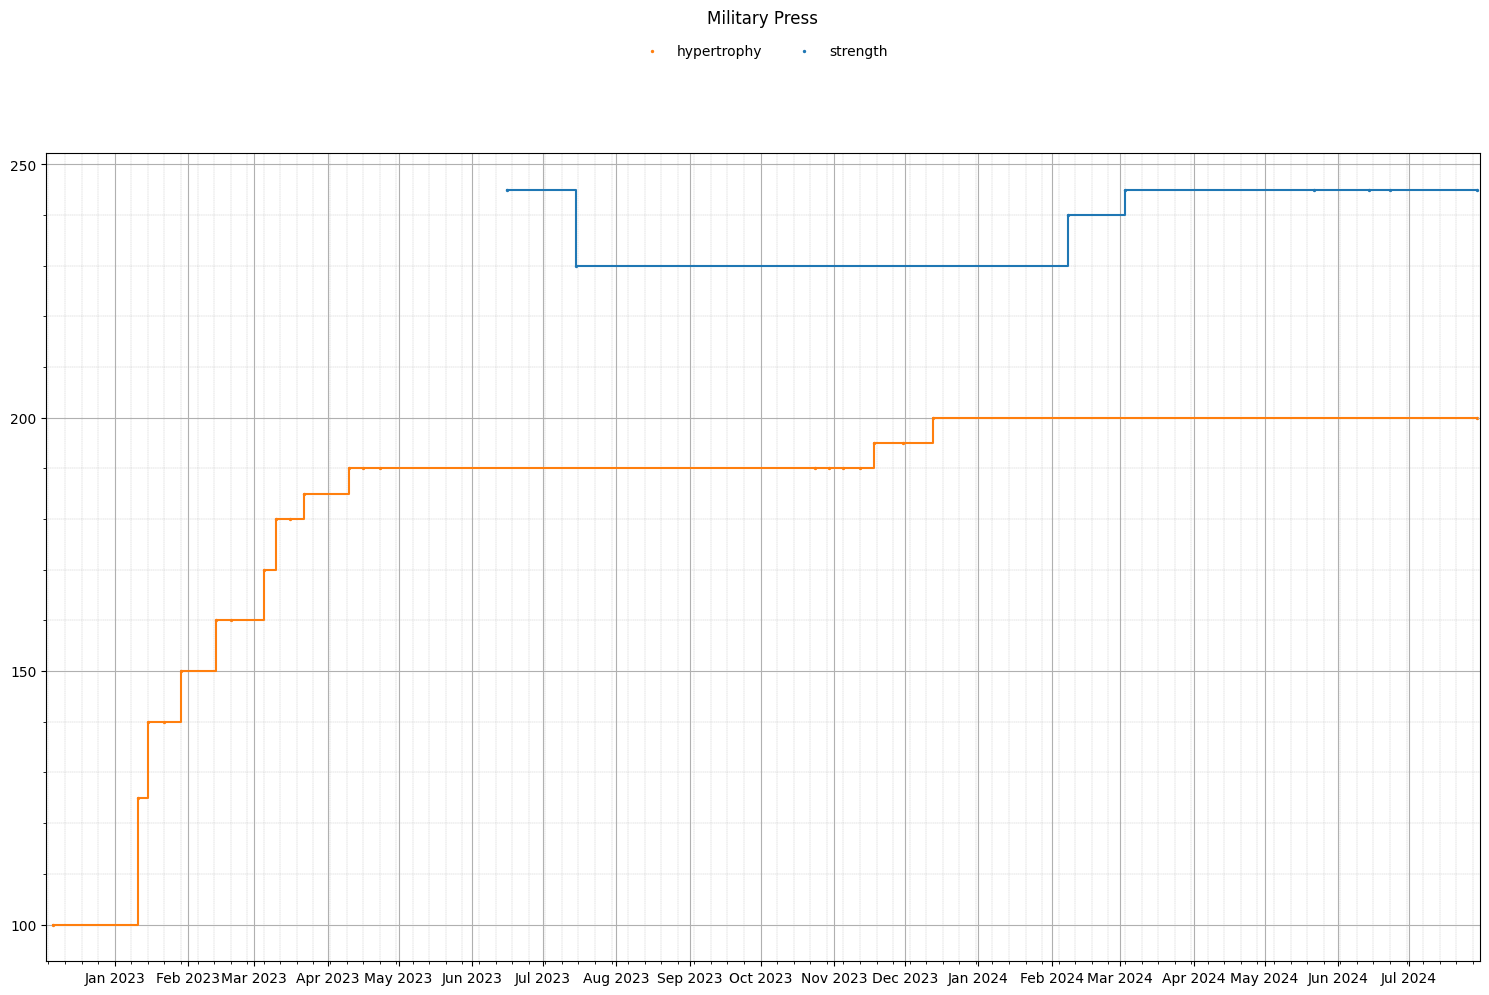 Military Press
hypertrophy strength
250
200
150
100
Jan 2023 Feb 2023 Mar 2023 Apr 2023 May 2023 Jun 2023 Jul 2023 Aug 2023 Sep 2023 Oct 2023 Nov 2023 Dec 2023 Jan 2024 Feb 2024 Mar 2024 Apr 2024 May 2024 Jun 2024 Jul 2024